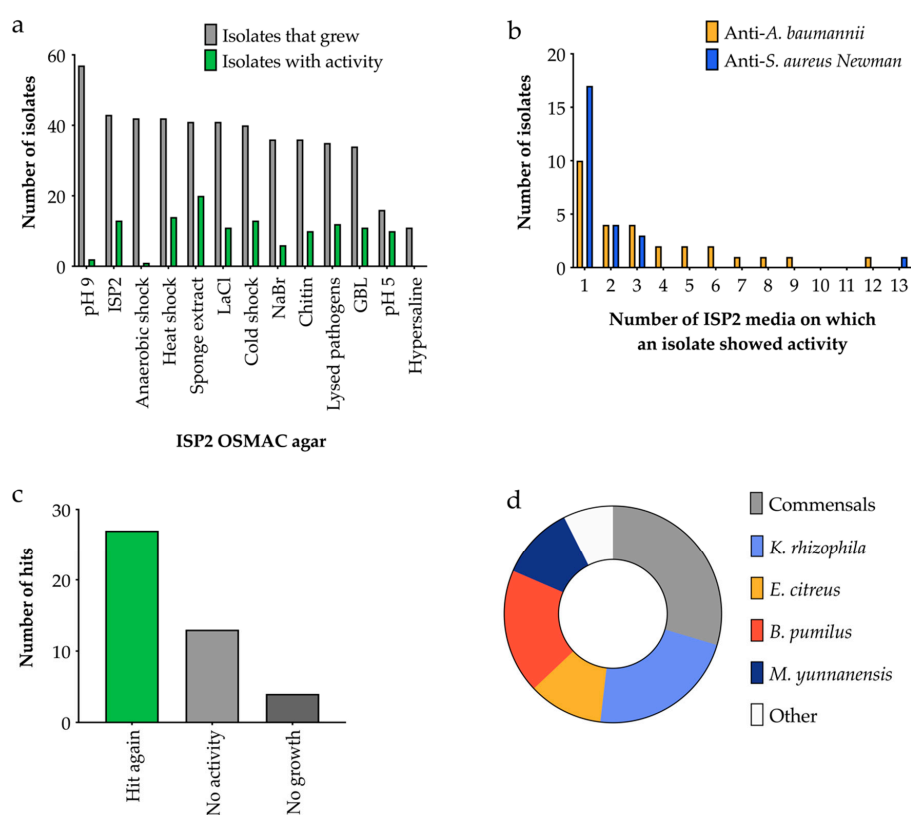 a
Isolates that grew
Isolates with activity
Number of isolates
60
40
20
0
pH 9
ISP2
Anaerobic shock
Heat shock
Sponge extract
LaCl
Cold shock
NaBr
Chitin
Lysed pathogens
GBL
pH 5
Hypersaline
ISP2 OSMAC agar
b
Anti-A. baumannii
Anti-S. aureus Newman
Number of isolates
20
15
10
5
0
1 2 3 4 5 6 7 8 9 10 11 12 13
Number of ISP2 media on which
an isolate showed activity
c
Number of hits
30
20
10
0
Hit again
No activity
No growth
d
Commensals
K. rhizophila
E. citreus
B. pumilus
M. yunnanensis
Other